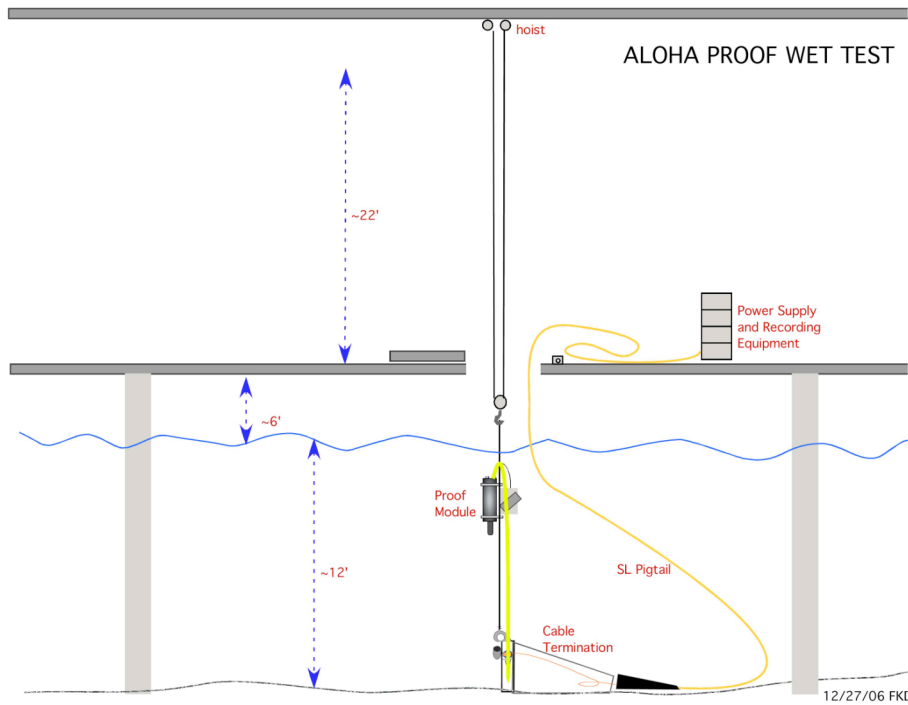 hoist
ALOHA PROOF WET TEST
~22'
Power Supply
and Recording
Equipment
~6'
Proof
Module
~12'
SL Pigtail
Cable
Termination
12/27/06 FKD